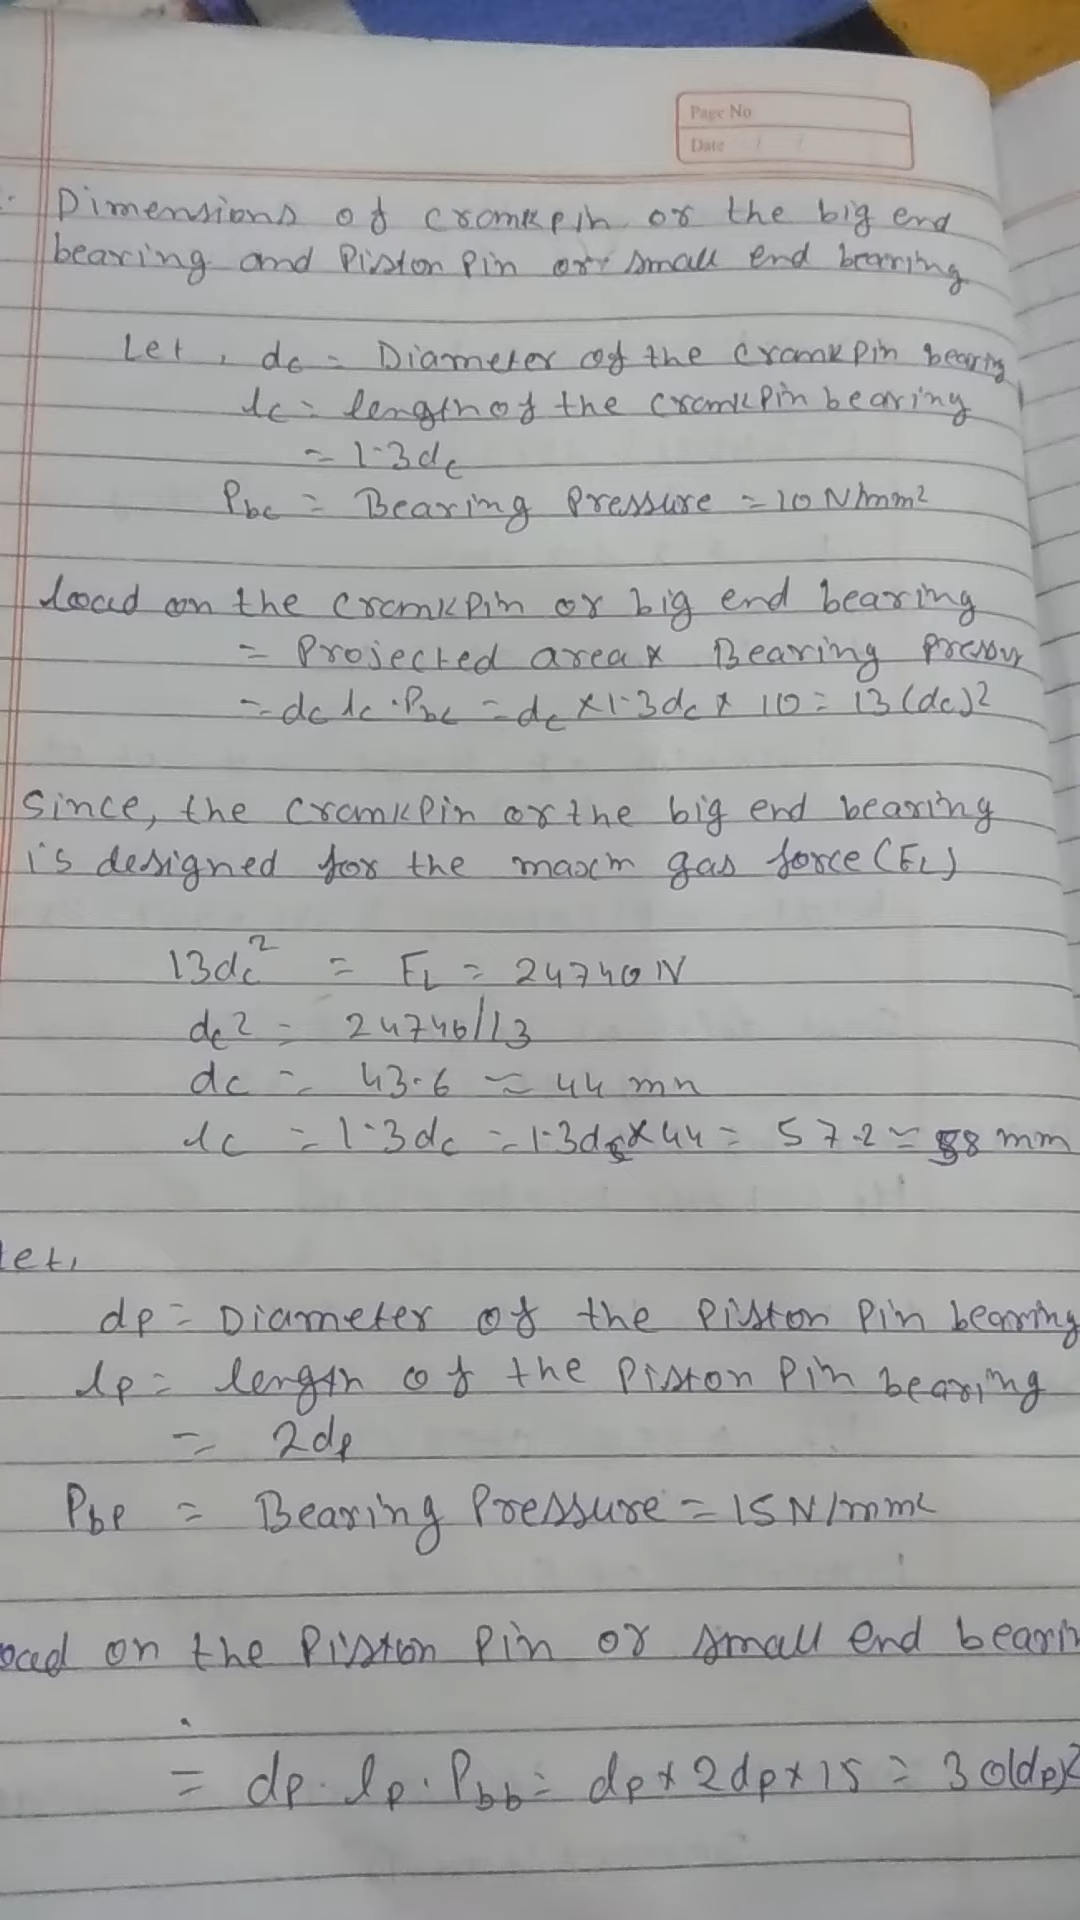 Page No
Date / /
Dimensions of crankpin or the big end
bearing and Piston Pin or small end bearing
Let, dc = Diameter of the crankpin bearing
lc = length of the crankpin bearing
= 1.3dc
Pbc = Bearing Pressure = 10 N/mm²
load on the crankpin or big end bearing
= Projected area × Bearing pressur
= dc lc . Pbc = dc × 1.3dc × 10 = 13 (dc)²
Since, the crankpin or the big end bearing
is designed for the maxm gas force (FL)
13dc² = FL = 24740 N
dc² = 24740/13
dc = 43.6 ≃ 44 mm
lc = 1.3dc = 1.3 × 44 = 57.2 ≃ 58 mm
let,
dp = Diameter of the Piston Pin bearing
lp = length of the Piston Pin bearing
= 2dp
Pbp = Bearing Pressure = 15 N/mm²
oad on the Piston Pin or small end bearin
= dp . lp . Pbb = dp × 2dp × 15 = 30(dp)²